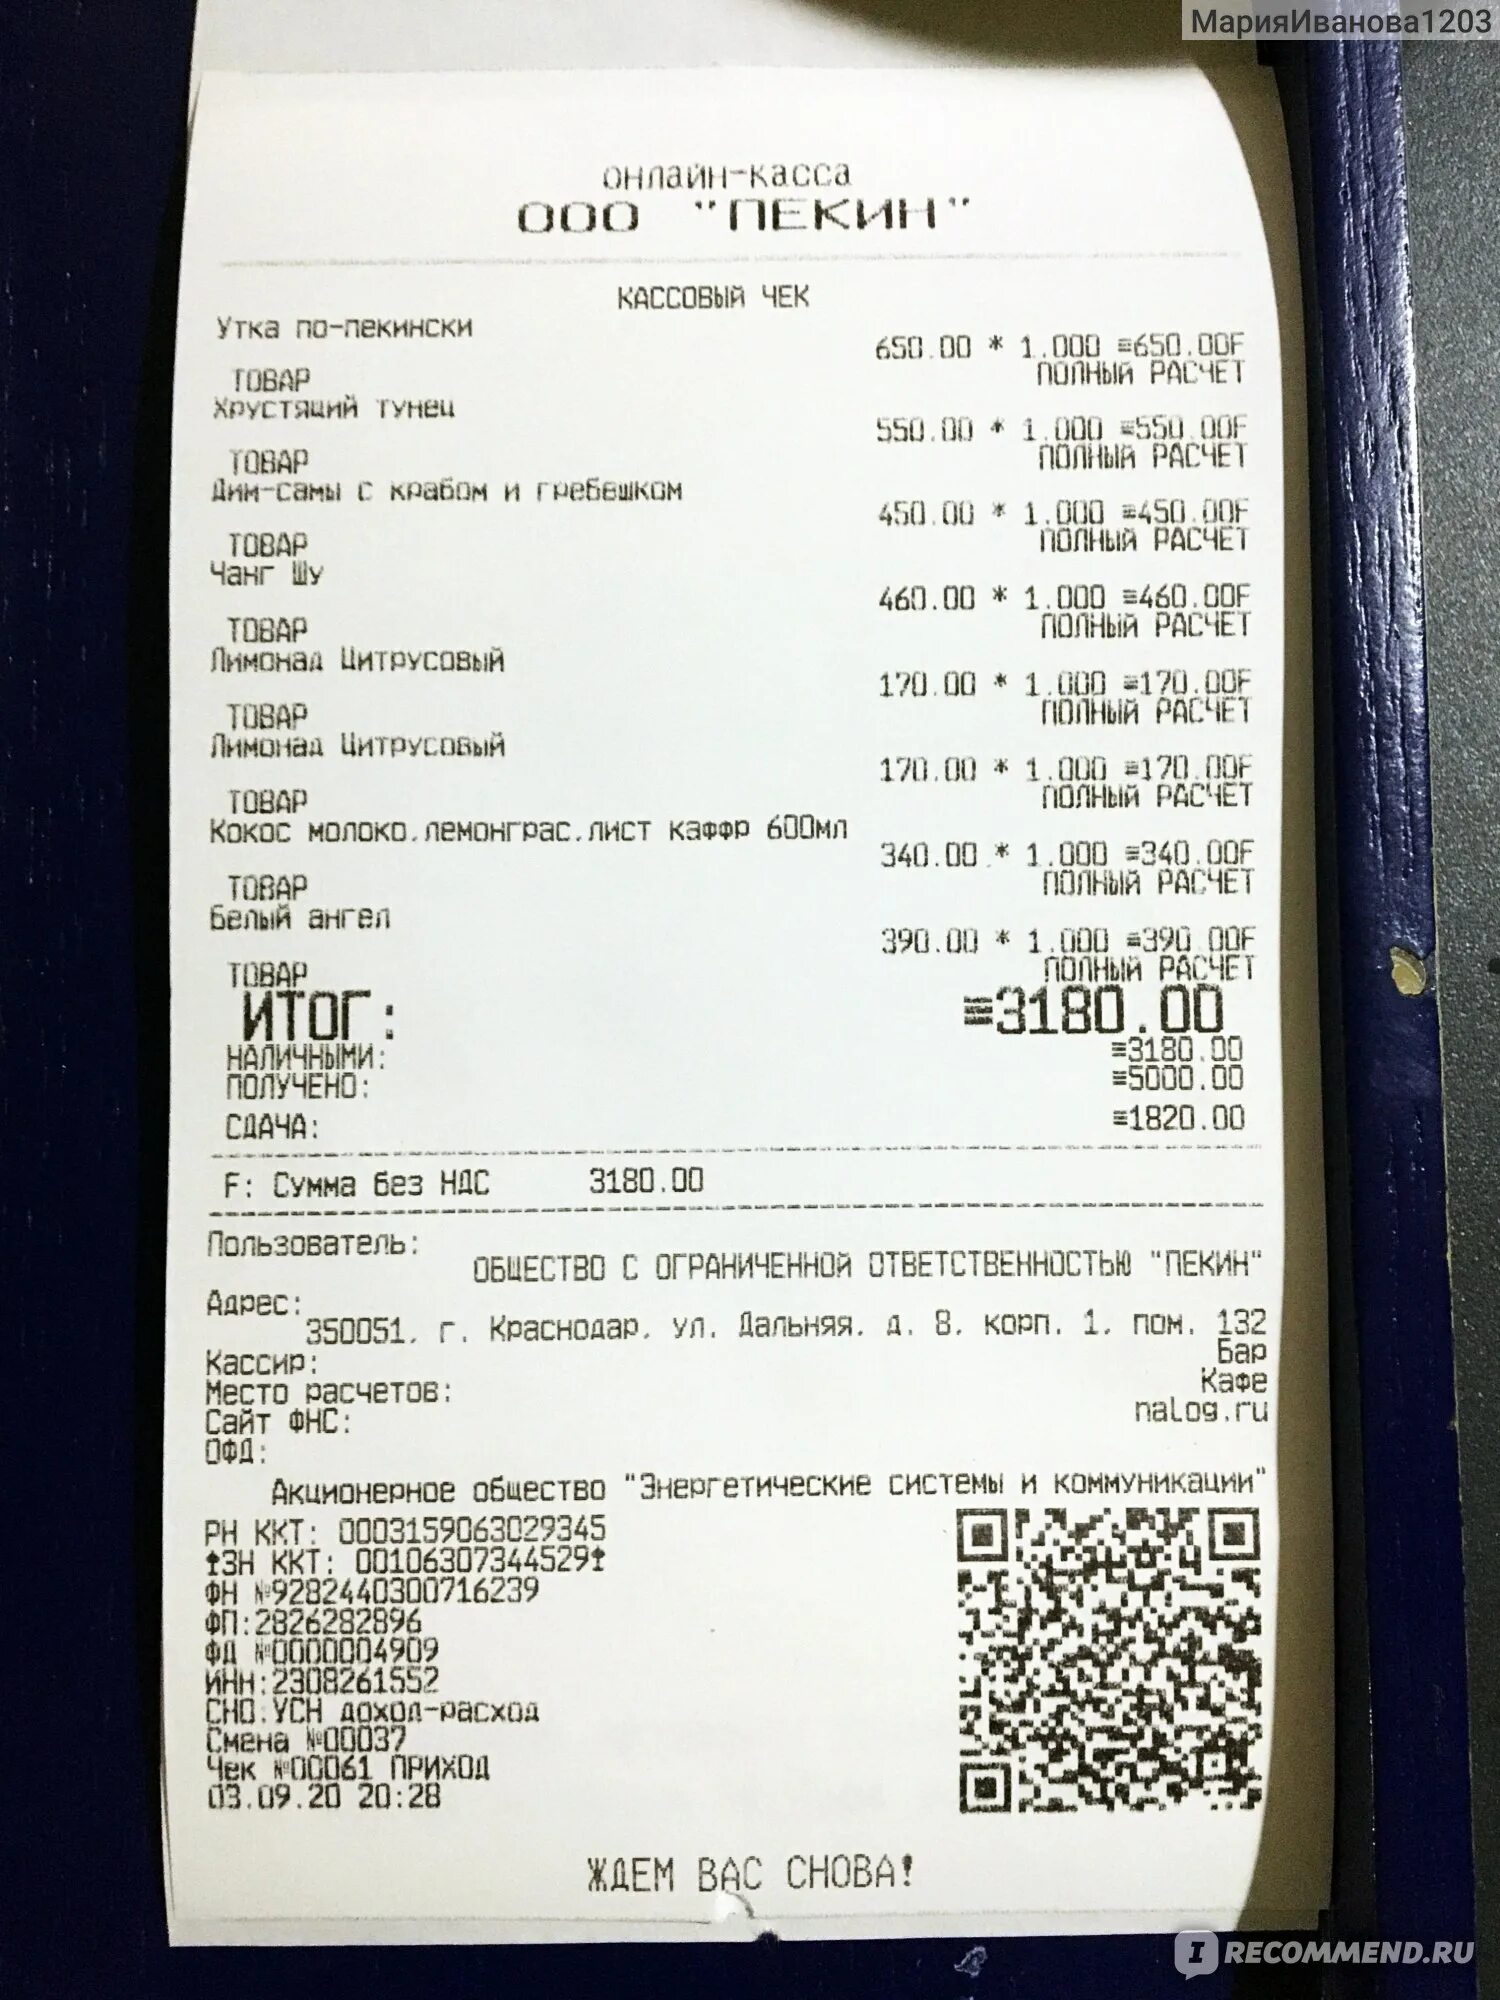 МарияИванова1203
онлайн-касса
ООО "ПЕКИН"
КАССОВЫЙ ЧЕК
Утка по-пекински
650.00 * 1.000 ≡650.00F
ТОВАР ПОЛНЫЙ РАСЧЕТ
Хрустящий тунец
550.00 * 1.000 ≡550.00F
ТОВАР ПОЛНЫЙ РАСЧЕТ
Дим-самы с крабом и гребешком
450.00 * 1.000 ≡450.00F
ТОВАР ПОЛНЫЙ РАСЧЕТ
Чанг Шу
460.00 * 1.000 ≡460.00F
ТОВАР ПОЛНЫЙ РАСЧЕТ
Лимонад Цитрусовый
170.00 * 1.000 ≡170.00F
ТОВАР ПОЛНЫЙ РАСЧЕТ
Лимонад Цитрусовый
170.00 * 1.000 ≡170.00F
ТОВАР ПОЛНЫЙ РАСЧЕТ
Кокос молоко.лемонграс.лист каффр 600мл
340.00 * 1.000 ≡340.00F
ТОВАР ПОЛНЫЙ РАСЧЕТ
Белый ангел
390.00 * 1.000 ≡390.00F
ТОВАР ПОЛНЫЙ РАСЧЕТ
ИТОГ: ≡3180.00
НАЛИЧНЫМИ: ≡3180.00
ПОЛУЧЕНО: ≡5000.00
СДАЧА: ≡1820.00
F: Сумма без НДС 3180.00
Пользователь:
ОБЩЕСТВО С ОГРАНИЧЕННОЙ ОТВЕТСТВЕННОСТЬЮ "ПЕКИН"
Адрес:
350051, г. Краснодар, ул. Дальняя, д. 8, корп. 1, пом. 132
Кассир: Бар
Место расчетов: Кафе
Сайт ФНС: nalog.ru
ОФД:
Акционерное общество "Энергетические системы и коммуникации"
РН ККТ: 0003159063029345
ЗН ККТ: 00106307344529
ФН №9282440300716239
ФП:2826282896
ФД №0000004909
ИНН:2308261552
СНО:УСН доход-расход
Смена №00037
Чек №00061 ПРИХОД
03.09.20 20:28
ЖДЕМ ВАС СНОВА!
IRECOMMEND.RU